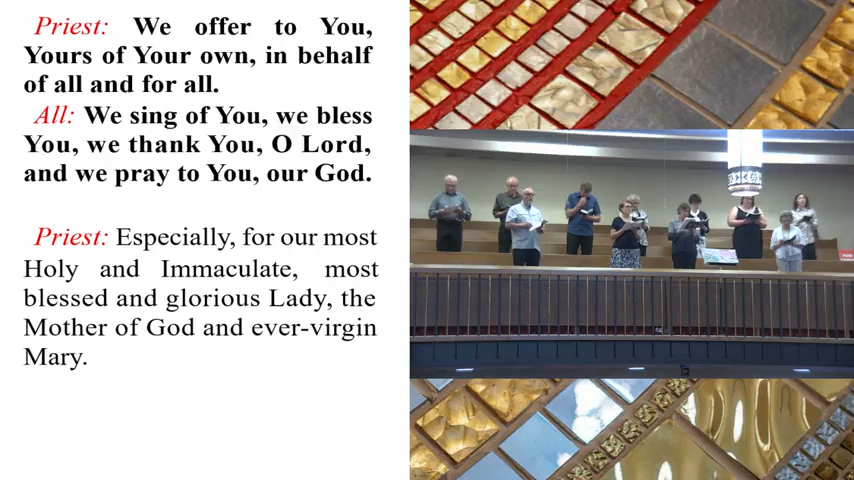 Priest: We offer to You,
Yours of Your own, in behalf
of all and for all.
All: We sing of You, we bless
You, we thank You, O Lord,
and we pray to You, our God.
Priest: Especially, for our most
Holy and Immaculate, most
blessed and glorious Lady, the
Mother of God and ever-virgin
Mary.